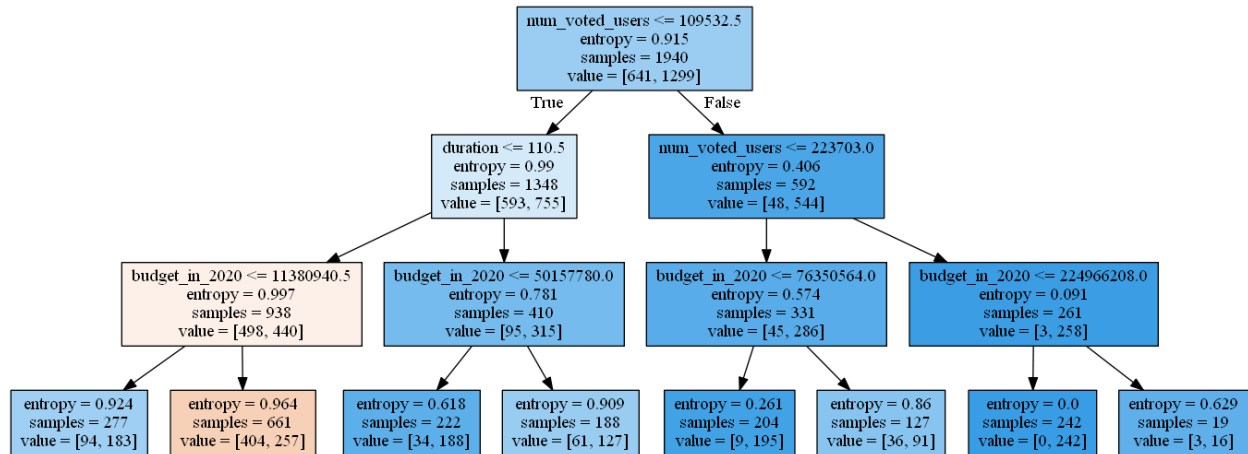 num_voted_users <= 109532.5
entropy = 0.915
samples = 1940
value = [641, 1299]
True
False
duration <= 110.5
entropy = 0.99
samples = 1348
value = [593, 755]
num_voted_users <= 223703.0
entropy = 0.406
samples = 592
value = [48, 544]
budget_in_2020 <= 11380940.5
entropy = 0.997
samples = 938
value = [498, 440]
budget_in_2020 <= 50157780.0
entropy = 0.781
samples = 410
value = [95, 315]
budget_in_2020 <= 76350564.0
entropy = 0.574
samples = 331
value = [45, 286]
budget_in_2020 <= 224966208.0
entropy = 0.091
samples = 261
value = [3, 258]
entropy = 0.924
samples = 277
value = [94, 183]
entropy = 0.964
samples = 661
value = [404, 257]
entropy = 0.618
samples = 222
value = [34, 188]
entropy = 0.909
samples = 188
value = [61, 127]
entropy = 0.261
samples = 204
value = [9, 195]
entropy = 0.86
samples = 127
value = [36, 91]
entropy = 0.0
samples = 242
value = [0, 242]
entropy = 0.629
samples = 19
value = [3, 16]